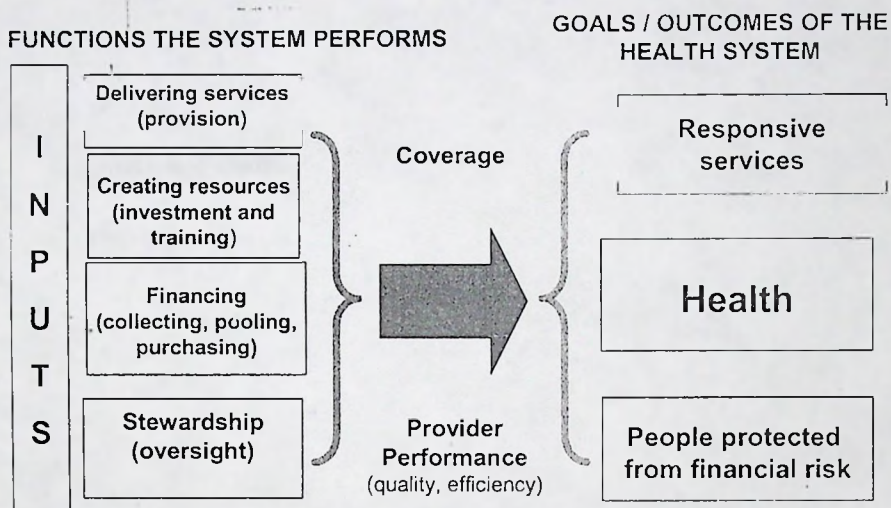 FUNCTIONS THE SYSTEM PERFORMS
GOALS / OUTCOMES OF THE
HEALTH SYSTEM
INPUTS
Delivering services
(provision)
Creating resources
(investment and
training)
Financing
(collecting, pooling,
purchasing)
Stewardship
(oversight)
Coverage
Provider
Performance
(quality, efficiency)
Responsive
services
Health
People protected
from financial risk